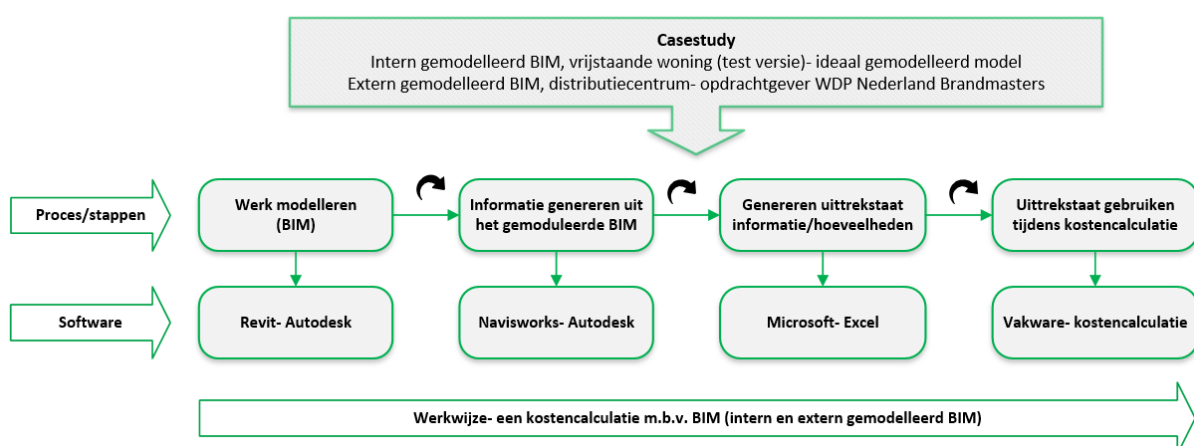 Casestudy
Intern gemodelleerd BIM, vrijstaande woning (test versie)- ideaal gemodelleerd model
Extern gemodelleerd BIM, distributiecentrum- opdrachtgever WDP Nederland Brandmasters
Proces/stappen
Werk modelleren
(BIM)
Informatie genereren uit
het gemoduleerde BIM
Genereren uittrekstaat
informatie/hoeveelheden
Uittrekstaat gebruiken
tijdens kostencalculatie
Software
Revit- Autodesk
Navisworks- Autodesk
Microsoft- Excel
Vakware- kostencalculatie
Werkwijze- een kostencalculatie m.b.v. BIM (intern en extern gemodelleerd BIM)